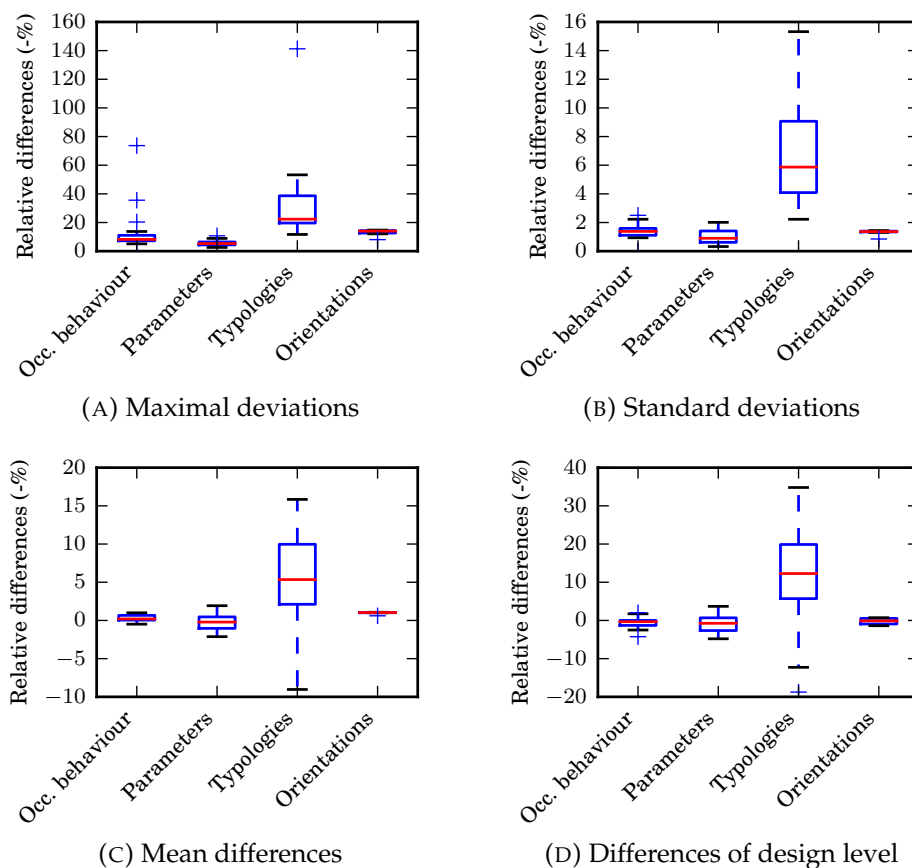 160
140
120
100
80
60
40
20
0
Relative differences (-%)
Occ. behaviour
Parameters
Typologies
Orientations
(A) Maximal deviations
16
14
12
10
8
6
4
2
0
Relative differences (-%)
Occ. behaviour
Parameters
Typologies
Orientations
(B) Standard deviations
20
15
10
5
0
−5
−10
Relative differences (-%)
Occ. behaviour
Parameters
Typologies
Orientations
(C) Mean differences
40
30
20
10
0
−10
−20
Relative differences (-%)
Occ. behaviour
Parameters
Typologies
Orientations
(D) Differences of design level